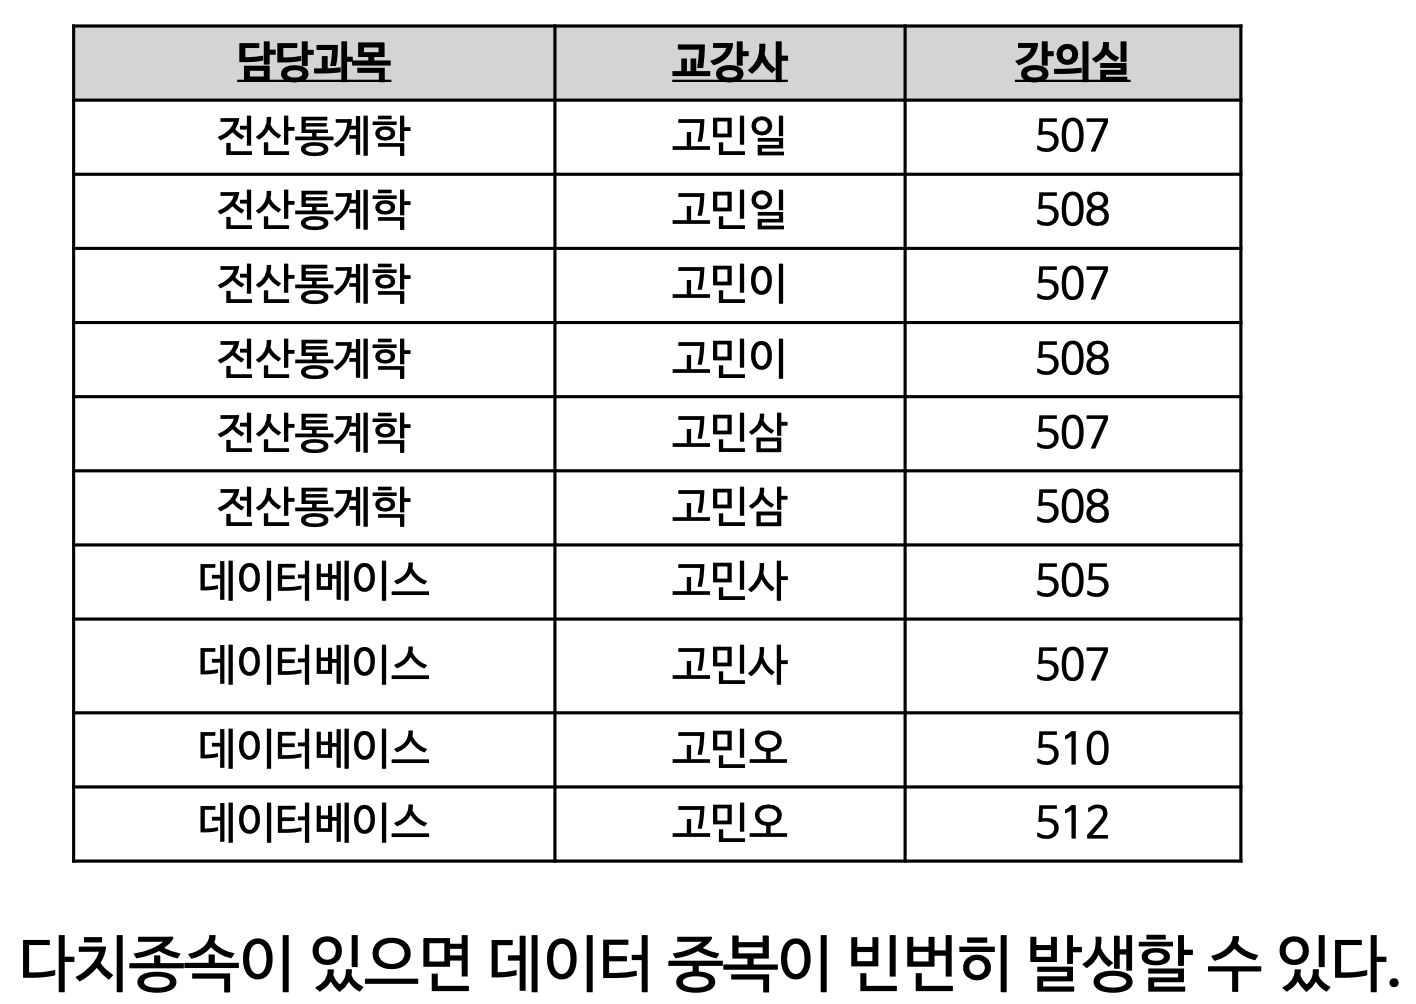 담당과목 교강사 강의실
전산통계학 고민일 507
전산통계학 고민일 508
전산통계학 고민이 507
전산통계학 고민이 508
전산통계학 고민삼 507
전산통계학 고민삼 508
데이터베이스 고민사 505
데이터베이스 고민사 507
데이터베이스 고민오 510
데이터베이스 고민오 512
다치종속이 있으면 데이터 중복이 빈번히 발생할 수 있다.